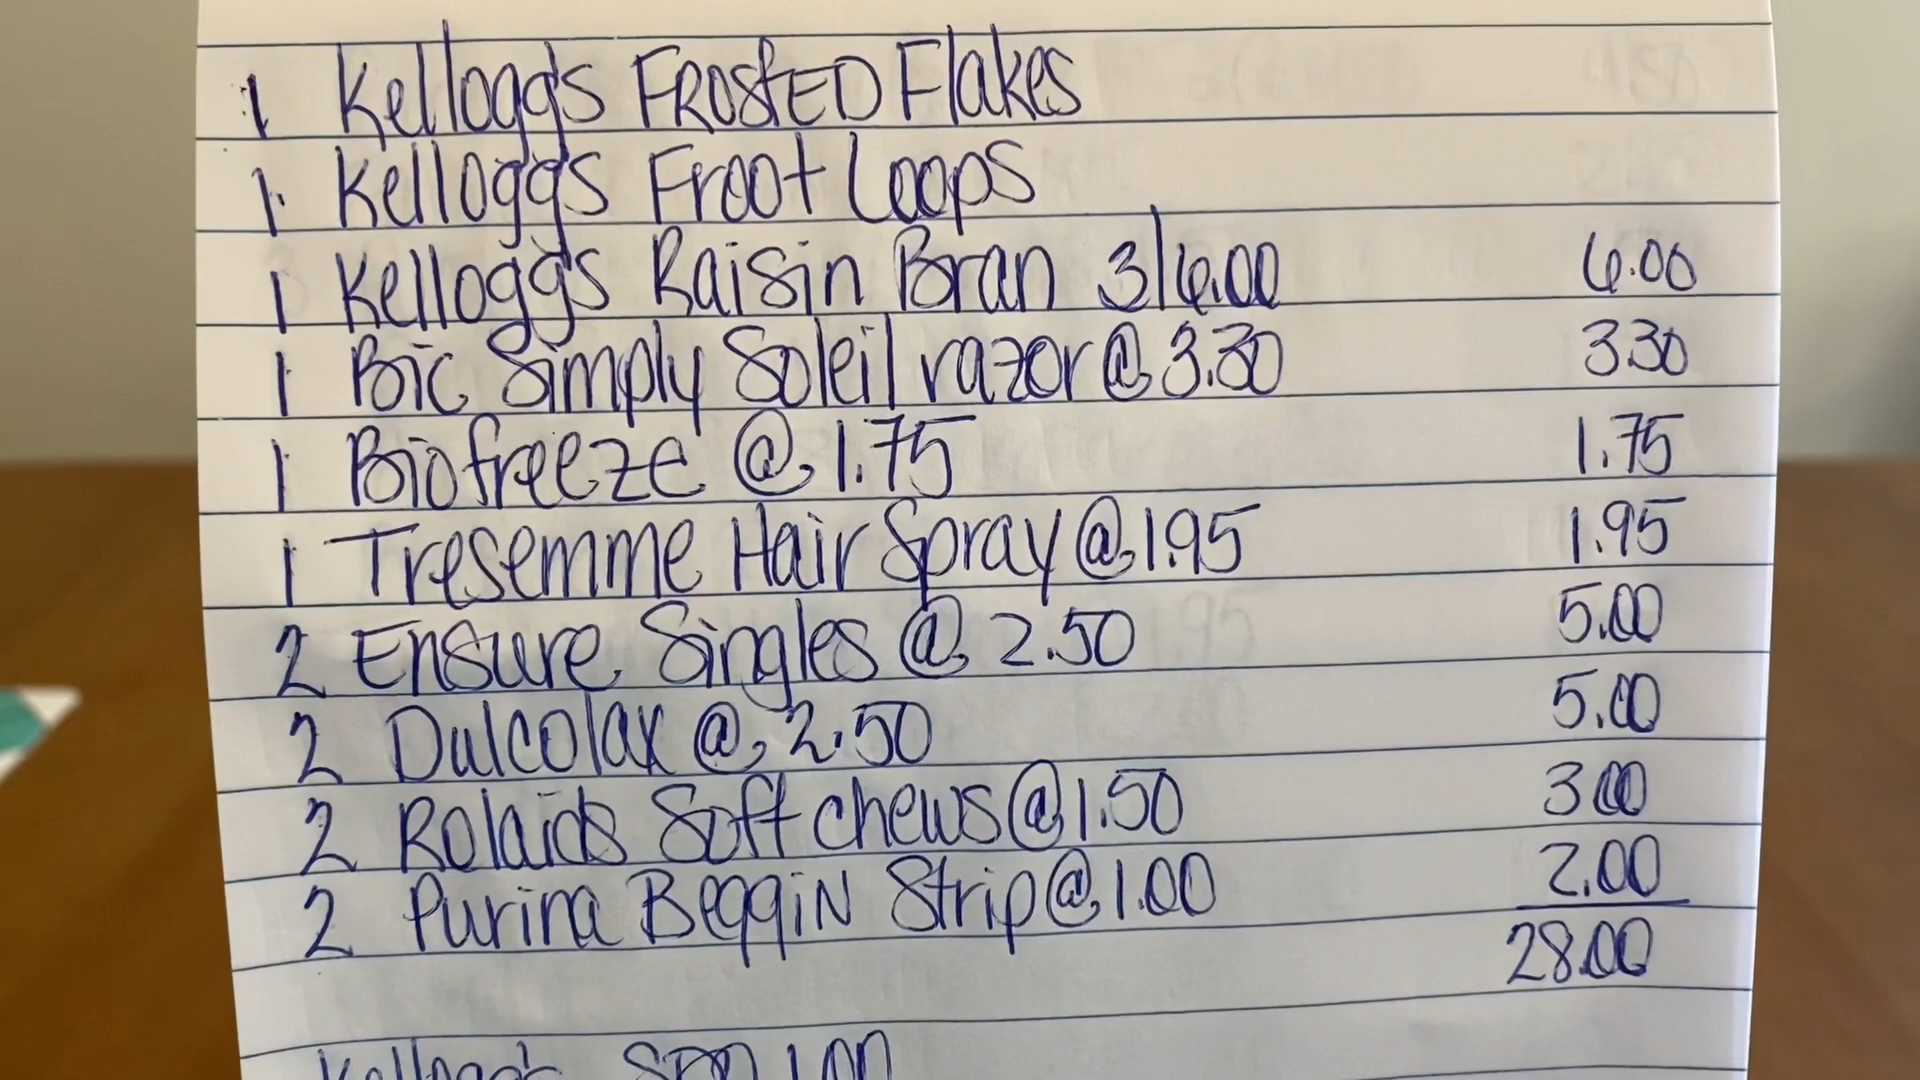 1 Kellogg's FROSTED Flakes
1 Kellogg's Froot Loops
1 Kellogg's Raisin Bran 3/6.00 6.00
1 Bic Simply Soleil razor @ 3.30 3.30
1 Biofreeze @ 1.75 1.75
1 Tresemme Hair Spray @ 1.95 1.95
2 Ensure Singles @ 2.50 5.00
2 Dulcolax @ 2.50 5.00
2 Rolaids Soft chews @ 1.50 3.00
2 Purina Beggin Strip @ 1.00 2.00
28.00
Kellogg's 1.00